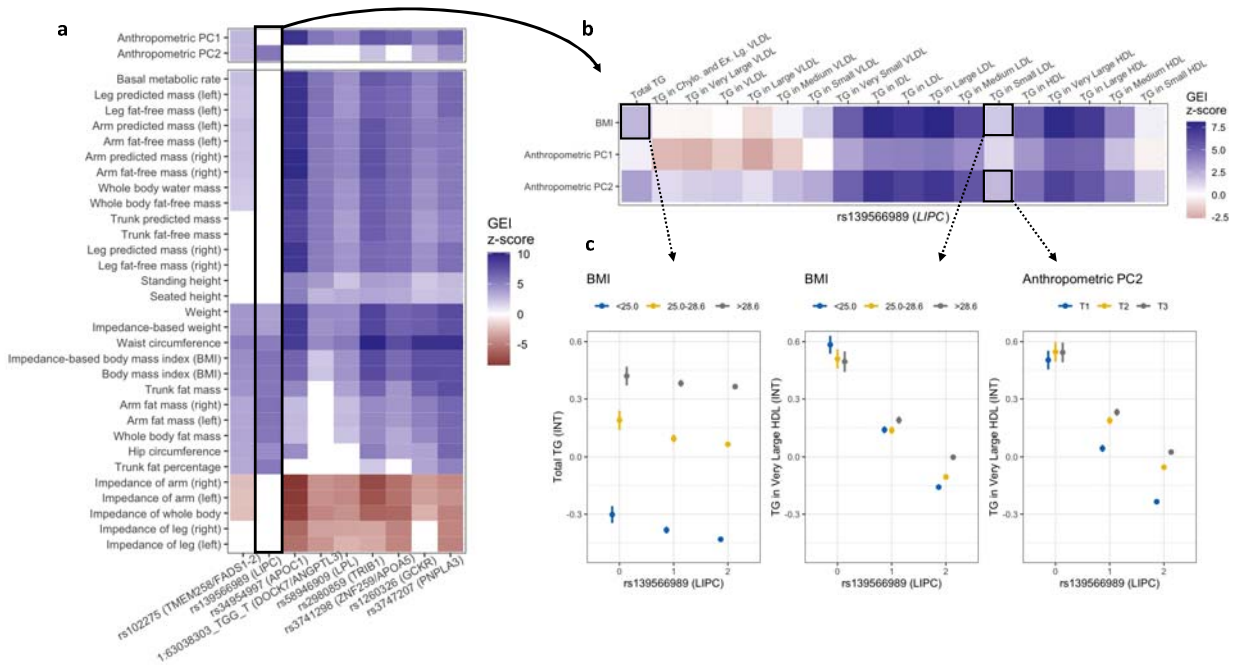 a
Anthropometric PC1
Anthropometric PC2
Basal metabolic rate
Leg predicted mass (left)
Leg fat-free mass (left)
Arm predicted mass (left)
Arm fat-free mass (left)
Arm predicted mass (right)
Arm fat-free mass (right)
Whole body water mass
Whole body fat-free mass
Trunk predicted mass
Trunk fat-free mass
Leg predicted mass (right)
Leg fat-free mass (right)
Standing height
Seated height
Weight
Impedance-based weight
Waist circumference
Impedance-based body mass index (BMI)
Body mass index (BMI)
Trunk fat mass
Arm fat mass (right)
Arm fat mass (left)
Whole body fat mass
Hip circumference
Trunk fat percentage
Impedance of arm (right)
Impedance of arm (left)
Impedance of whole body
Impedance of leg (right)
Impedance of leg (left)
rs102275 (TMEM258/FADS1-2)
rs139566989 (LIPC)
rs34954997 (APOC1)
1:63038303_TGG_T (DOCK7/ANGPTL3)
rs58946909 (LPL)
rs2980859 (TRIB1)
rs3741298 (ZNF259/APOA5)
rs1260326 (GCKR)
rs3747207 (PNPLA3)
GEI
z-score
10
5
0
-5
b
Total TG
TG in Chylo. and Ex. Lg. VLDL
TG in Very Large VLDL
TG in VLDL
TG in Large VLDL
TG in Medium VLDL
TG in Small VLDL
TG in Very Small VLDL
TG in IDL
TG in LDL
TG in Large LDL
TG in Medium LDL
TG in Small LDL
TG in HDL
TG in Very Large HDL
TG in Large HDL
TG in Medium HDL
TG in Small HDL
BMI
Anthropometric PC1
Anthropometric PC2
rs139566989 (LIPC)
GEI
z-score
7.5
5.0
2.5
0.0
-2.5
c
BMI
<25.0 25.0-28.6 >28.6
Total TG (INT)
0.6
0.3
0.0
-0.3
0 1 2
rs139566989 (LIPC)
BMI
<25.0 25.0-28.6 >28.6
TG in Very Large HDL (INT)
0.6
0.3
0.0
-0.3
0 1 2
rs139566989 (LIPC)
Anthropometric PC2
T1 T2 T3
TG in Very Large HDL (INT)
0.6
0.3
0.0
-0.3
0 1 2
rs139566989 (LIPC)